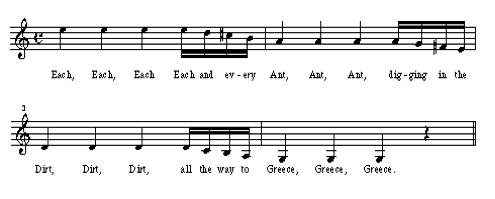 Each, Each, Each Each and ev-ery Ant, Ant, Ant, dig-ging in the
3
Dirt, Dirt, Dirt, all the way to Greece, Greece, Greece.